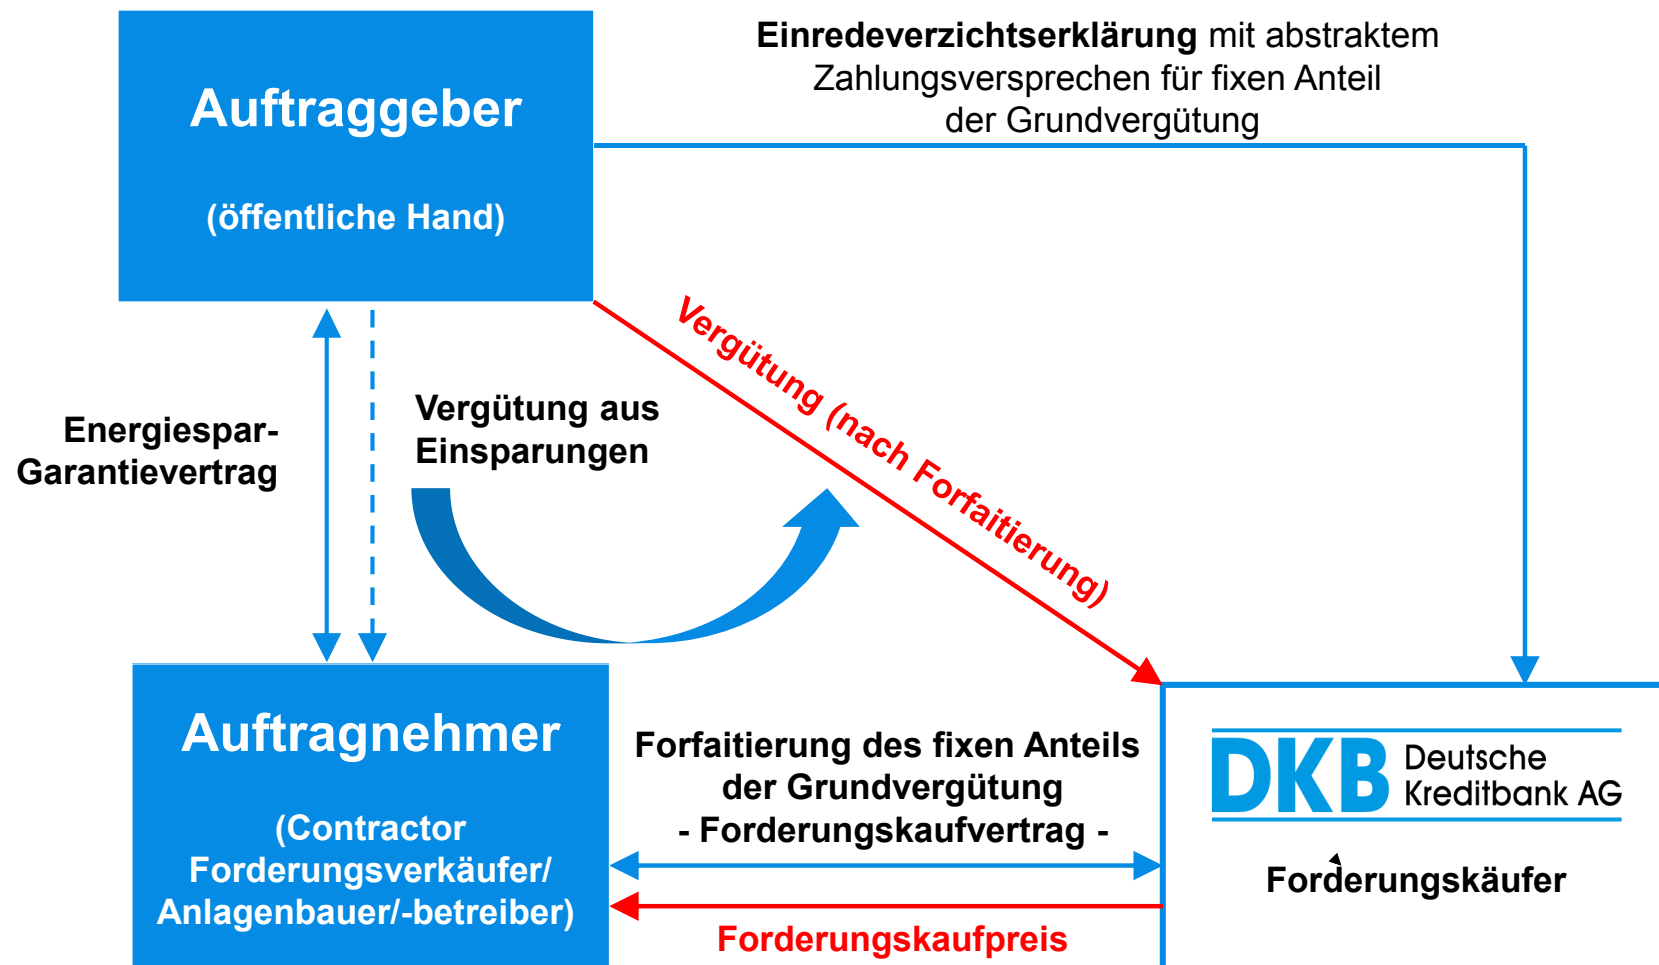 Einredeverzichtserklärung mit abstraktem
Zahlungsversprechen für fixen Anteil
der Grundvergütung
Auftraggeber
(öffentliche Hand)
Vergütung (nach Forfaitierung)
Energiespar-
Garantievertrag
Vergütung aus
Einsparungen
Auftragnehmer
(Contractor
Forderungsverkäufer/
Anlagenbauer/-betreiber)
Forfaitierung des fixen Anteils
der Grundvergütung
- Forderungskaufvertrag -
Forderungskaufpreis
DKB Deutsche
Kreditbank AG
Forderungskäufer